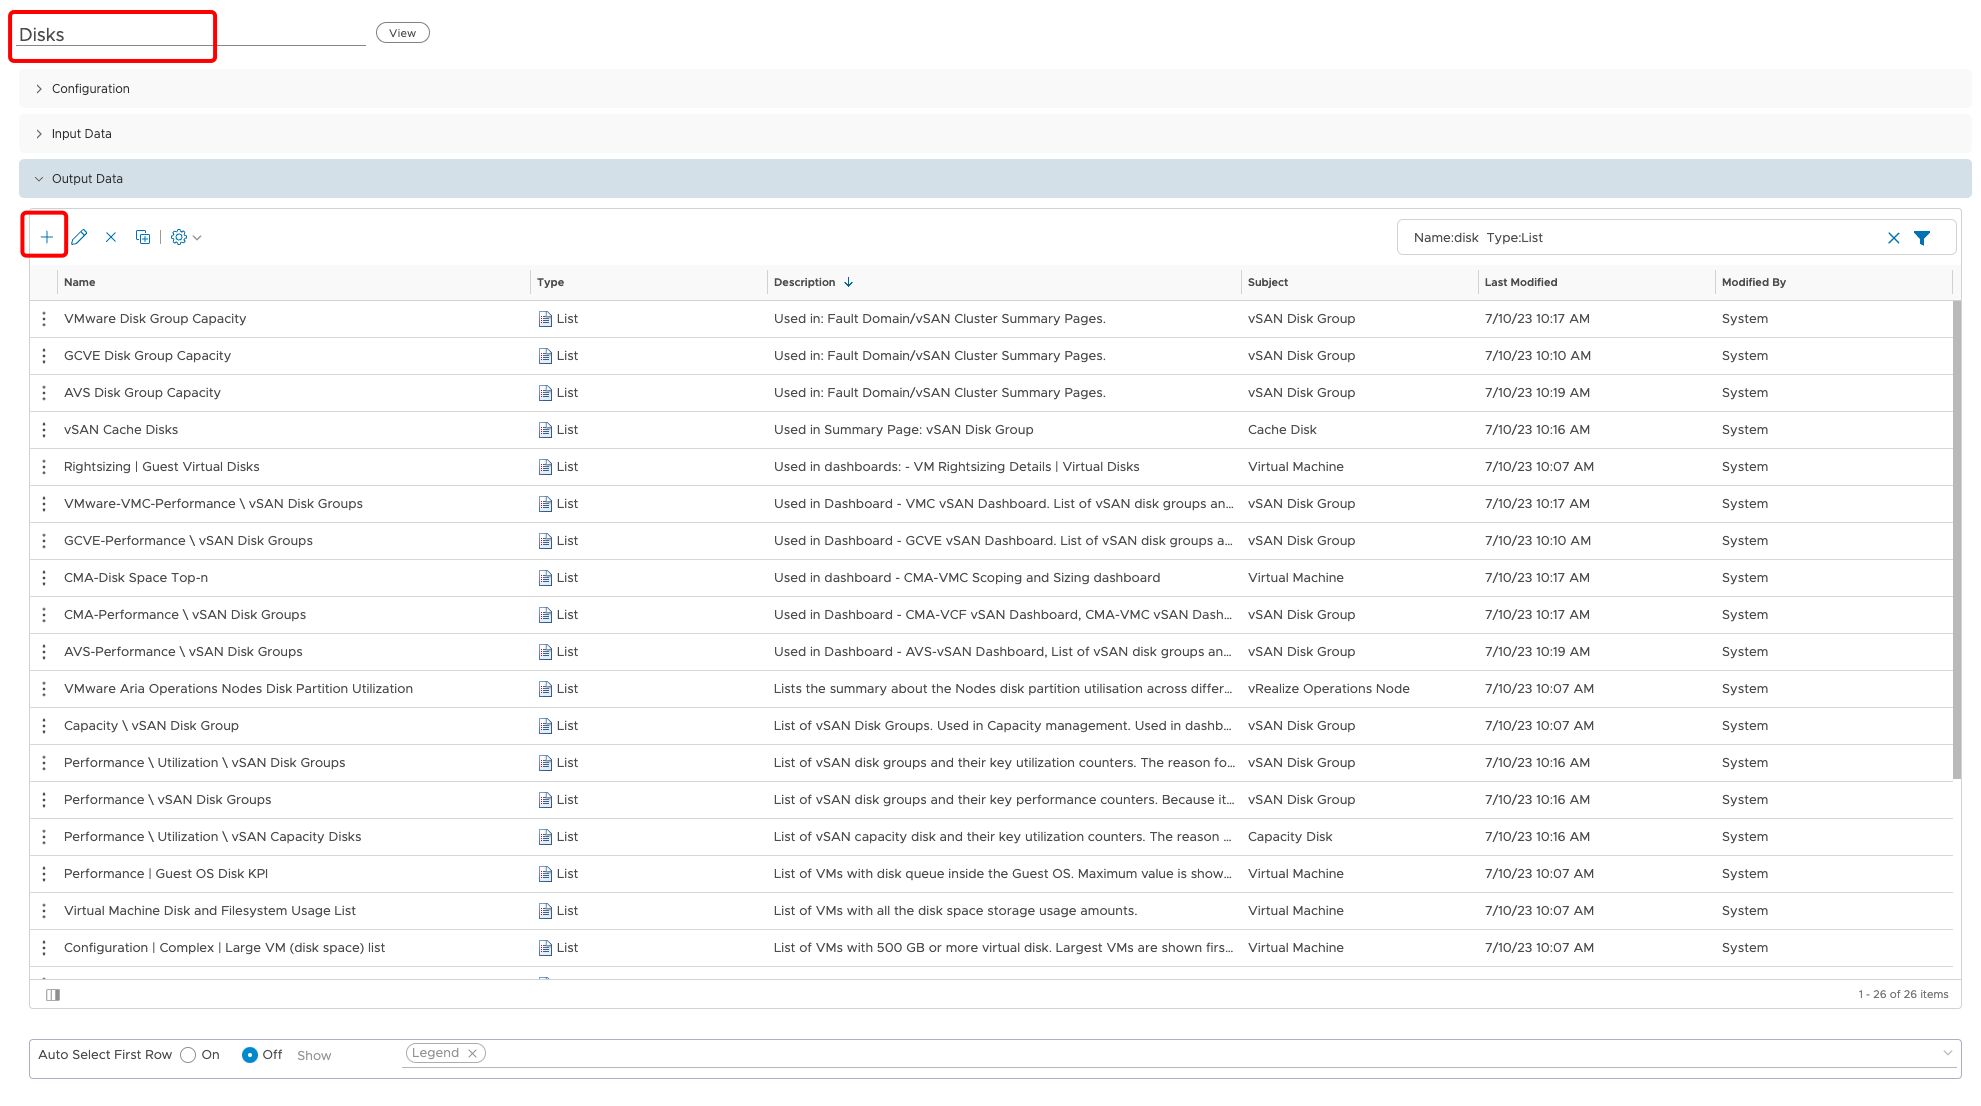 Disks
View
Configuration
Input Data
Output Data
Name:disk Type:List
Name Type Description Subject Last Modified Modified By
VMware Disk Group Capacity List Used in: Fault Domain/vSAN Cluster Summary Pages. vSAN Disk Group 7/10/23 10:17 AM System
GCVE Disk Group Capacity List Used in: Fault Domain/vSAN Cluster Summary Pages. vSAN Disk Group 7/10/23 10:10 AM System
AVS Disk Group Capacity List Used in: Fault Domain/vSAN Cluster Summary Pages. vSAN Disk Group 7/10/23 10:19 AM System
vSAN Cache Disks List Used in Summary Page: vSAN Disk Group Cache Disk 7/10/23 10:16 AM System
Rightsizing | Guest Virtual Disks List Used in dashboards: - VM Rightsizing Details | Virtual Disks Virtual Machine 7/10/23 10:07 AM System
VMware-VMC-Performance \ vSAN Disk Groups List Used in Dashboard - VMC vSAN Dashboard. List of vSAN disk groups an... vSAN Disk Group 7/10/23 10:17 AM System
GCVE-Performance \ vSAN Disk Groups List Used in Dashboard - GCVE vSAN Dashboard. List of vSAN disk groups a... vSAN Disk Group 7/10/23 10:10 AM System
CMA-Disk Space Top-n List Used in dashboard - CMA-VMC Scoping and Sizing dashboard Virtual Machine 7/10/23 10:17 AM System
CMA-Performance \ vSAN Disk Groups List Used in Dashboard - CMA-VCF vSAN Dashboard, CMA-VMC vSAN Dash... vSAN Disk Group 7/10/23 10:17 AM System
AVS-Performance \ vSAN Disk Groups List Used in Dashboard - AVS-vSAN Dashboard, List of vSAN disk groups an... vSAN Disk Group 7/10/23 10:19 AM System
VMware Aria Operations Nodes Disk Partition Utilization List Lists the summary about the Nodes disk partition utilisation across differ... vRealize Operations Node 7/10/23 10:07 AM System
Capacity \ vSAN Disk Group List List of vSAN Disk Groups. Used in Capacity management. Used in dashb... vSAN Disk Group 7/10/23 10:07 AM System
Performance \ Utilization \ vSAN Disk Groups List List of vSAN disk groups and their key utilization counters. The reason fo... vSAN Disk Group 7/10/23 10:16 AM System
Performance \ vSAN Disk Groups List List of vSAN disk groups and their key performance counters. Because it... vSAN Disk Group 7/10/23 10:16 AM System
Performance \ Utilization \ vSAN Capacity Disks List List of vSAN capacity disk and their key utilization counters. The reason ... Capacity Disk 7/10/23 10:16 AM System
Performance | Guest OS Disk KPI List List of VMs with disk queue inside the Guest OS. Maximum value is show... Virtual Machine 7/10/23 10:07 AM System
Virtual Machine Disk and Filesystem Usage List List List of VMs with all the disk space storage usage amounts. Virtual Machine 7/10/23 10:07 AM System
Configuration | Complex | Large VM (disk space) list List List of VMs with 500 GB or more virtual disk. Largest VMs are shown firs... Virtual Machine 7/10/23 10:07 AM System
1 - 26 of 26 items
Auto Select First Row On Off Show Legend